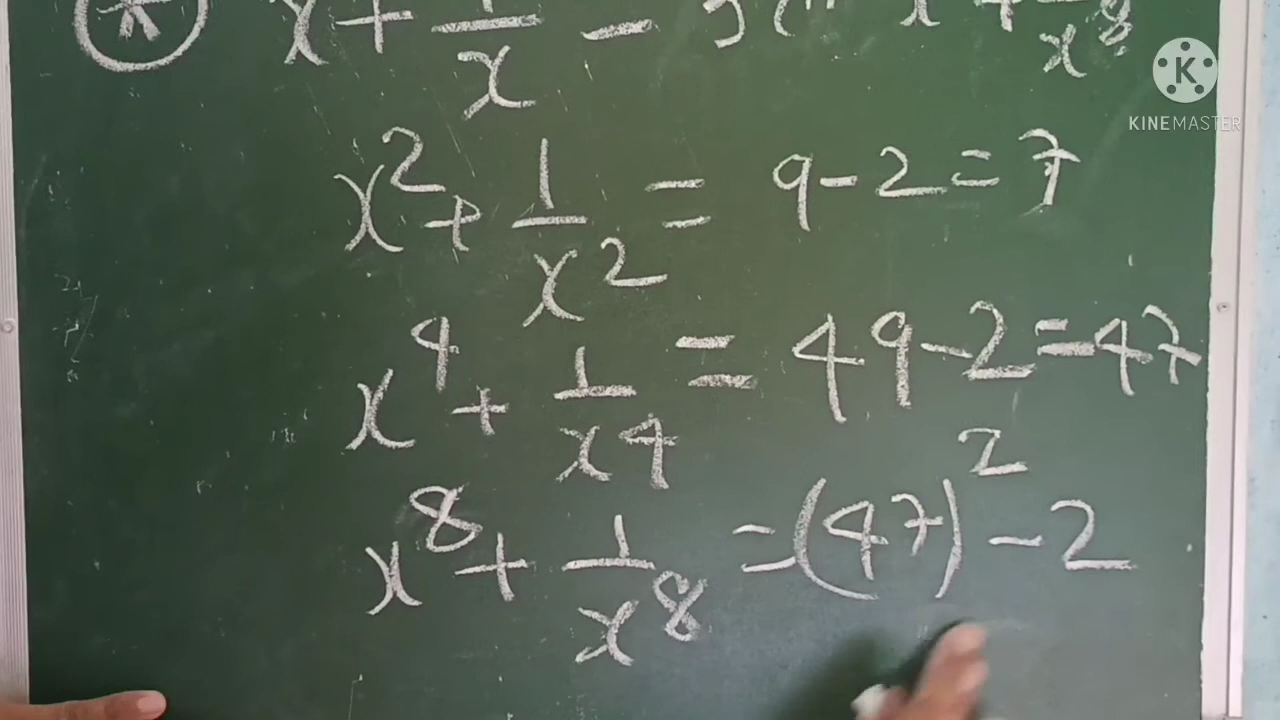 x + 1/x
KINEMASTER
x² + 1/x² = 9 - 2 = 7
x⁴ + 1/x⁴ = 49 - 2 = 47
x⁸ + 1/x⁸ = (47)² - 2